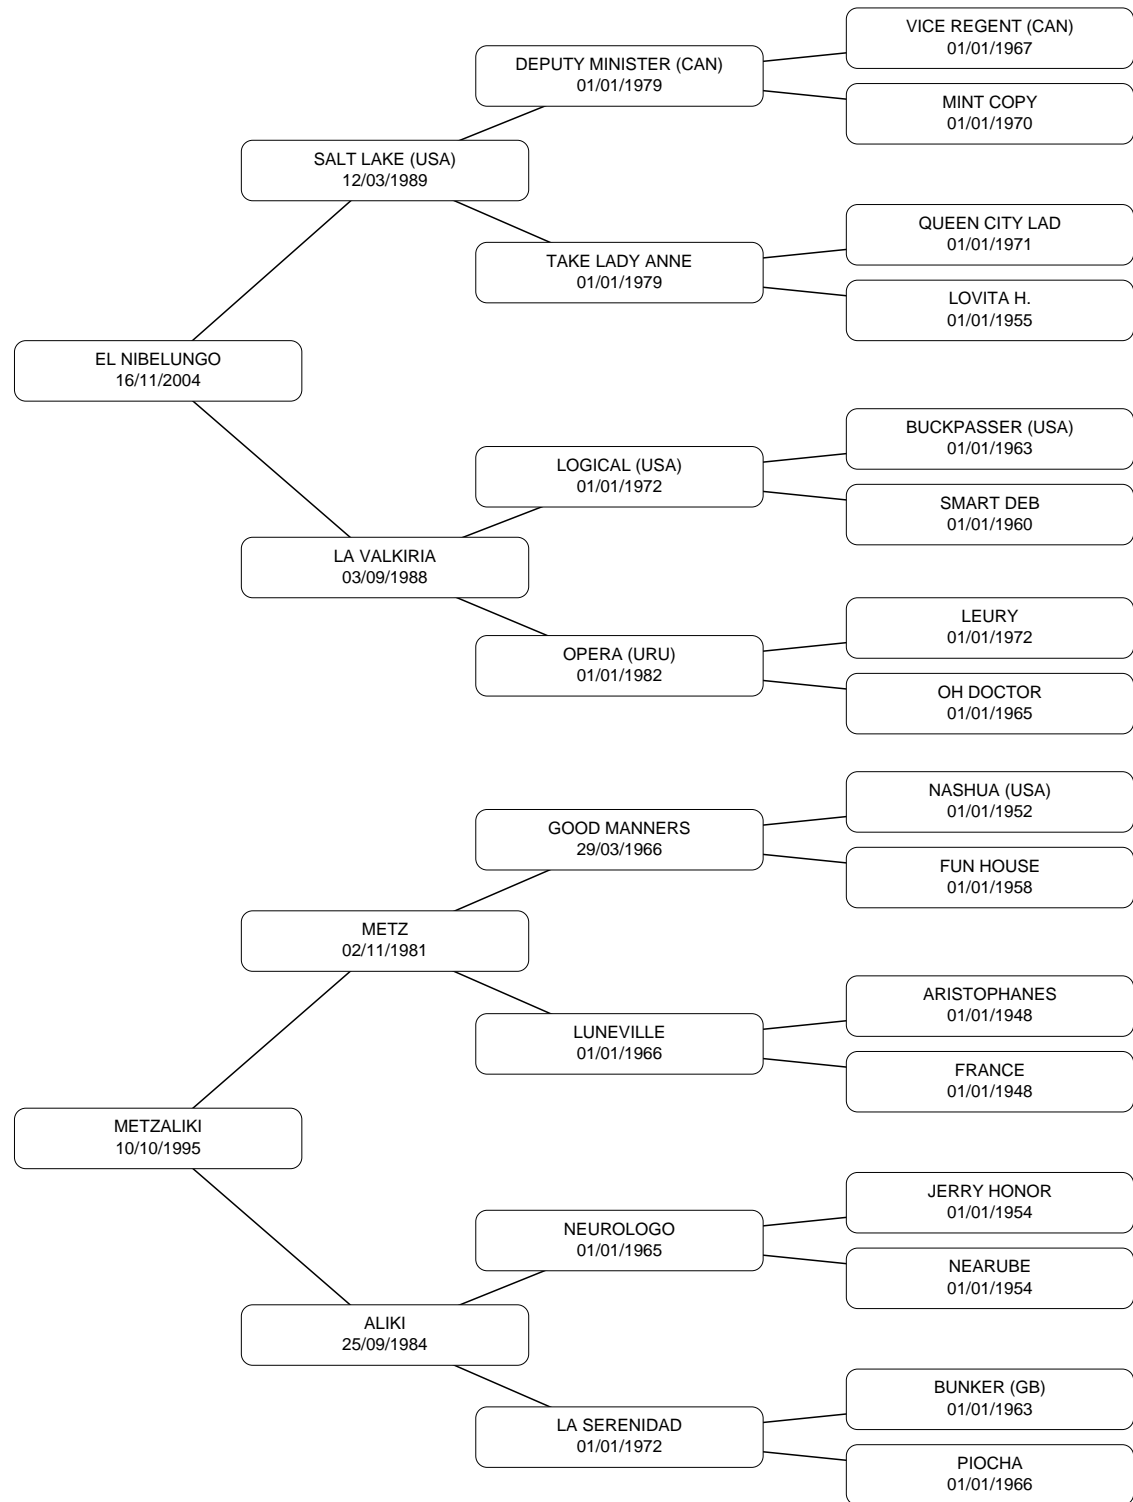 VICE REGENT (CAN)
01/01/1967
DEPUTY MINISTER (CAN)
01/01/1979
MINT COPY
01/01/1970
SALT LAKE (USA)
12/03/1989
QUEEN CITY LAD
01/01/1971
TAKE LADY ANNE
01/01/1979
LOVITA H.
01/01/1955
EL NIBELUNGO
16/11/2004
BUCKPASSER (USA)
01/01/1963
LOGICAL (USA)
01/01/1972
SMART DEB
01/01/1960
LA VALKIRIA
03/09/1988
LEURY
01/01/1972
OPERA (URU)
01/01/1982
OH DOCTOR
01/01/1965
NASHUA (USA)
01/01/1952
GOOD MANNERS
29/03/1966
FUN HOUSE
01/01/1958
METZ
02/11/1981
ARISTOPHANES
01/01/1948
LUNEVILLE
01/01/1966
FRANCE
01/01/1948
METZALIKI
10/10/1995
JERRY HONOR
01/01/1954
NEUROLOGO
01/01/1965
NEARUBE
01/01/1954
ALIKI
25/09/1984
BUNKER (GB)
01/01/1963
LA SERENIDAD
01/01/1972
PIOCHA
01/01/1966